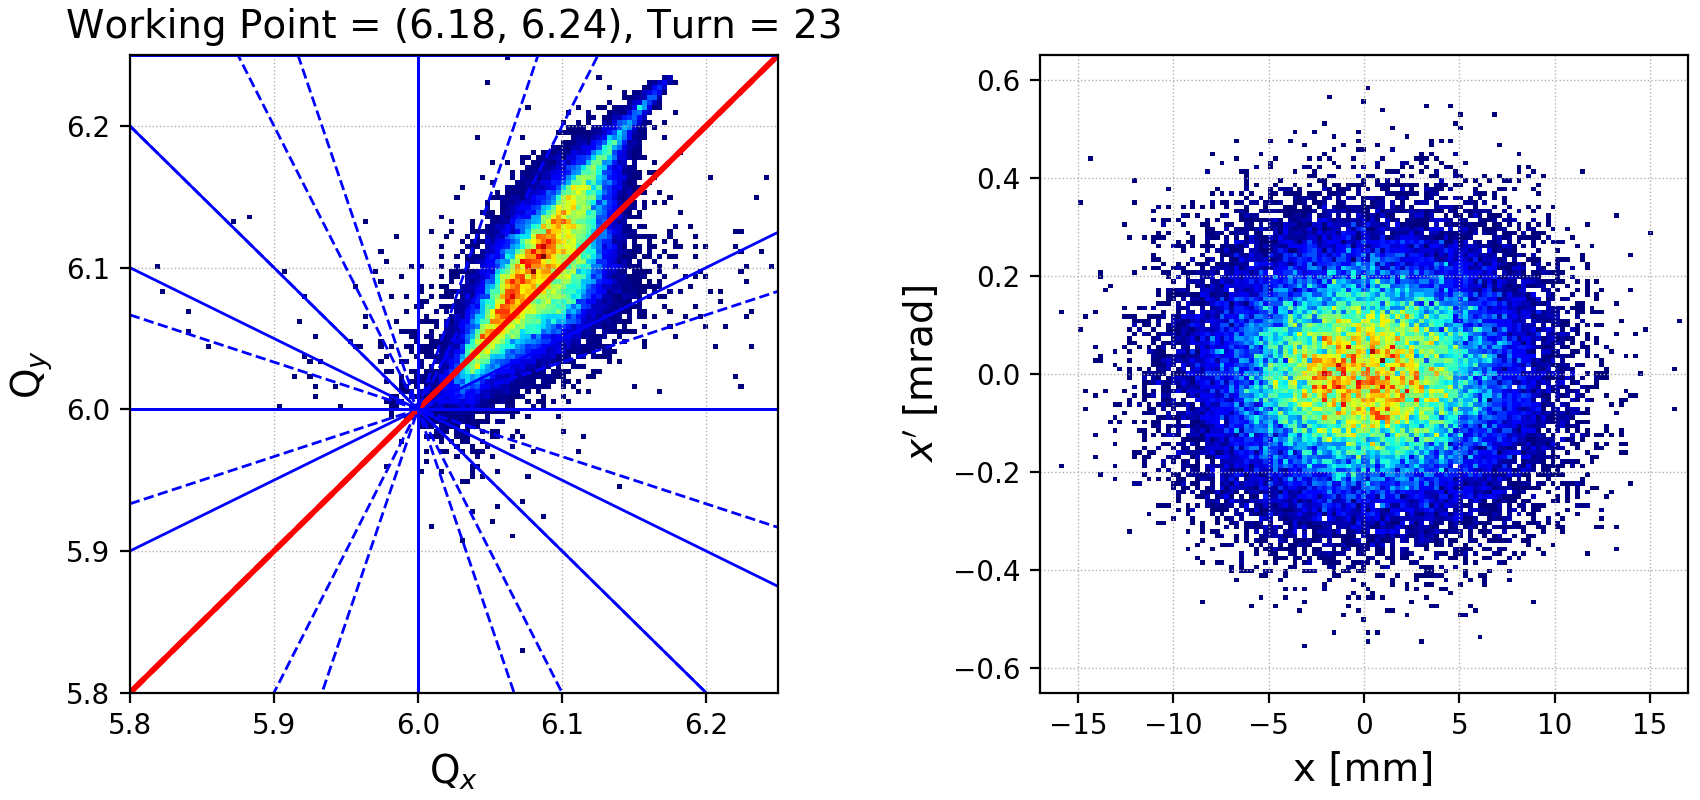 Working Point = (6.18, 6.24), Turn = 23
6.2
6.1
6.0
5.9
5.8
Q_y
5.8 5.9 6.0 6.1 6.2
Q_x
0.6
0.4
0.2
0.0
−0.2
−0.4
−0.6
x′ [mrad]
−15 −10 −5 0 5 10 15
x [mm]